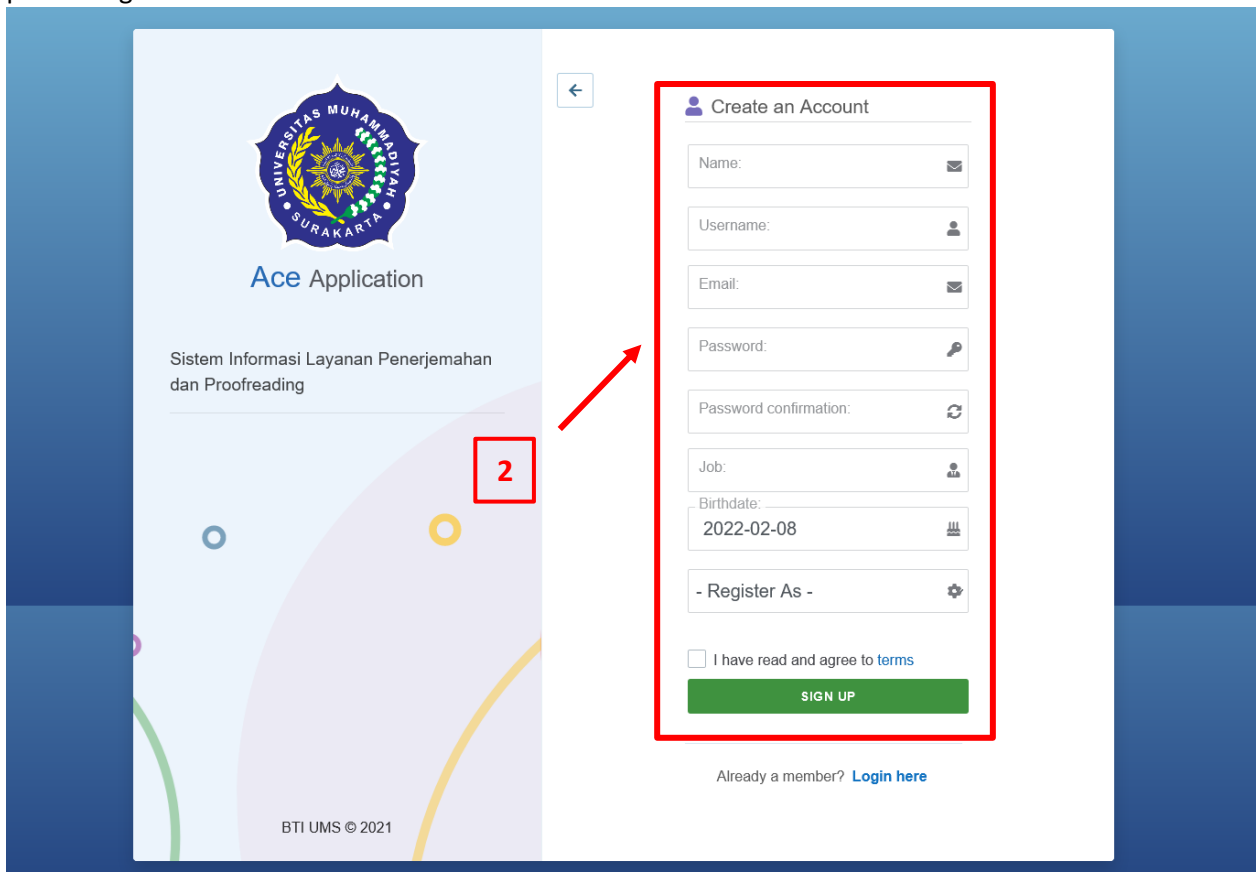 UNIVERSITAS MUHAMMADIYAH
SURAKARTA
Ace Application
Sistem Informasi Layanan Penerjemahan
dan Proofreading
2
BTI UMS © 2021
Create an Account
Name:
Username:
Email:
Password:
Password confirmation:
Job:
Birthdate:
2022-02-08
- Register As -
I have read and agree to terms
SIGN UP
Already a member? Login here